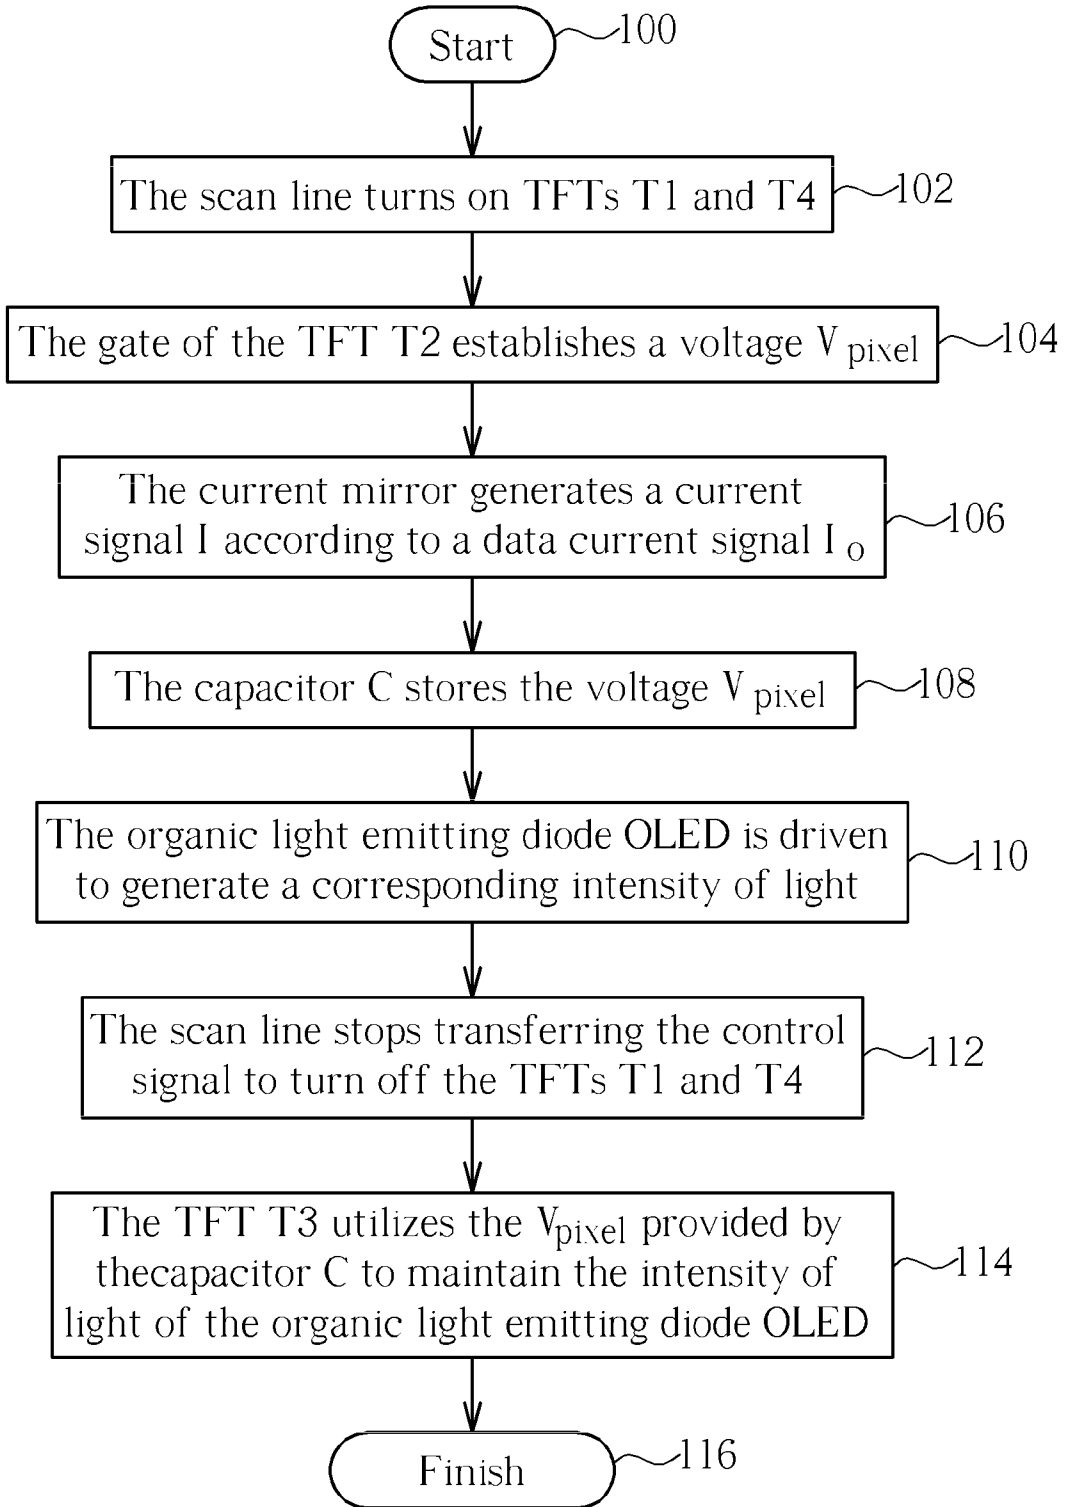 Start
100
The scan line turns on TFTs T1 and T4
102
The gate of the TFT T2 establishes a voltage Vpixel
104
The current mirror generates a current
signal I according to a data current signal Io
106
The capacitor C stores the voltage Vpixel
108
The organic light emitting diode OLED is driven
to generate a corresponding intensity of light
110
The scan line stops transferring the control
signal to turn off the TFTs T1 and T4
112
The TFT T3 utilizes the Vpixel provided by
thecapacitor C to maintain the intensity of
light of the organic light emitting diode OLED
114
Finish
116